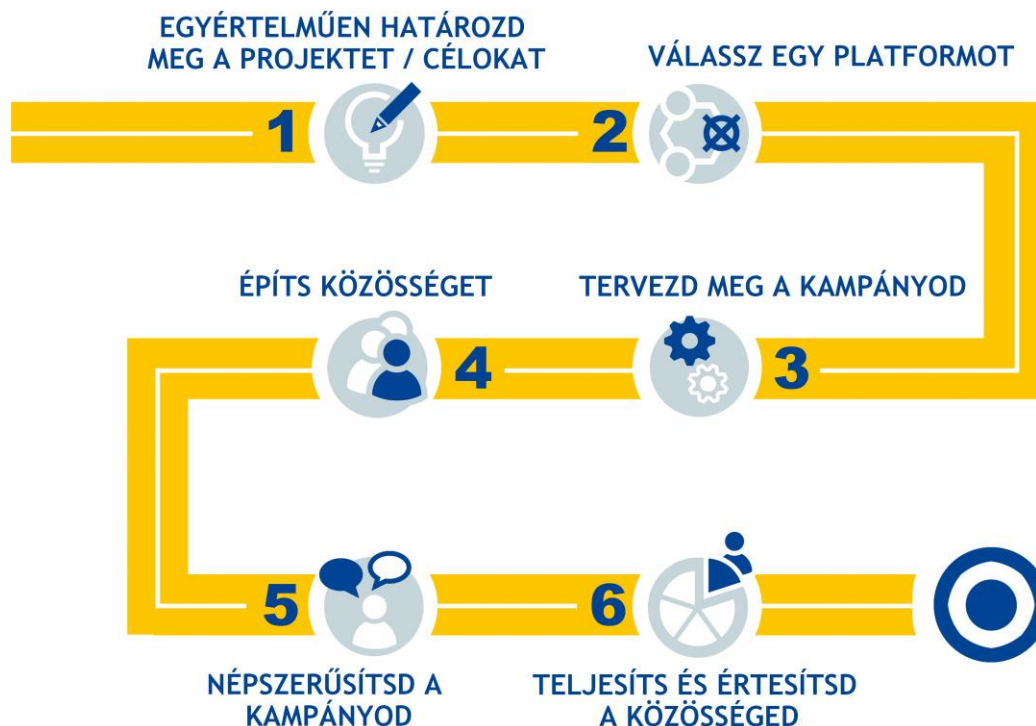 EGYÉRTELMŰEN HATÁROZD
MEG A PROJEKTET / CÉLOKAT
1
VÁLASSZ EGY PLATFORMOT
2
TERVEZD MEG A KAMPÁNYOD
3
ÉPÍTS KÖZÖSSÉGET
4
5
NÉPSZERŰSÍTSD A
KAMPÁNYOD
6
TELJESÍTS ÉS ÉRTESÍTSD
A KÖZÖSSÉGED